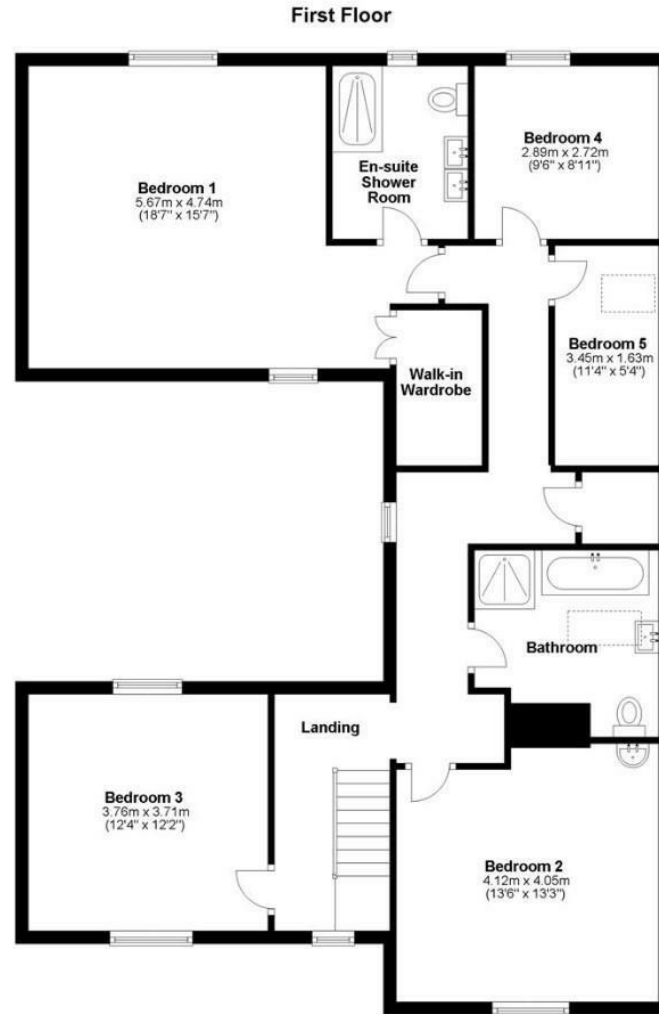 First Floor
Bedroom 1
5.67m x 4.74m
(18'7" x 15'7")
En-suite
Shower
Room
Bedroom 4
2.89m x 2.72m
(9'6" x 8'11")
Bedroom 5
3.45m x 1.63m
(11'4" x 5'4")
Walk-in
Wardrobe
Bathroom
Landing
Bedroom 3
3.76m x 3.71m
(12'4" x 12'2")
Bedroom 2
4.12m x 4.05m
(13'6" x 13'3")